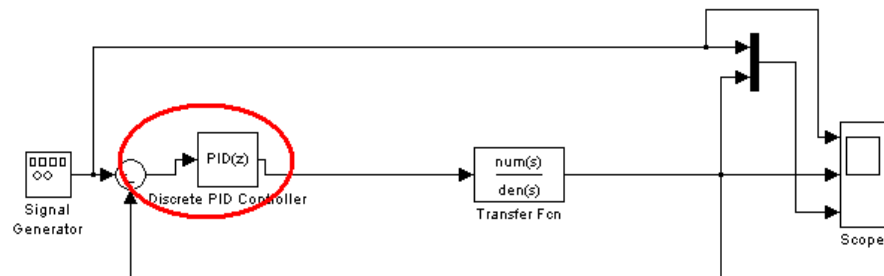 PID(z)
Discrete PID Controller
num(s)
den(s)
Transfer Fcn
Signal
Generator
Scope